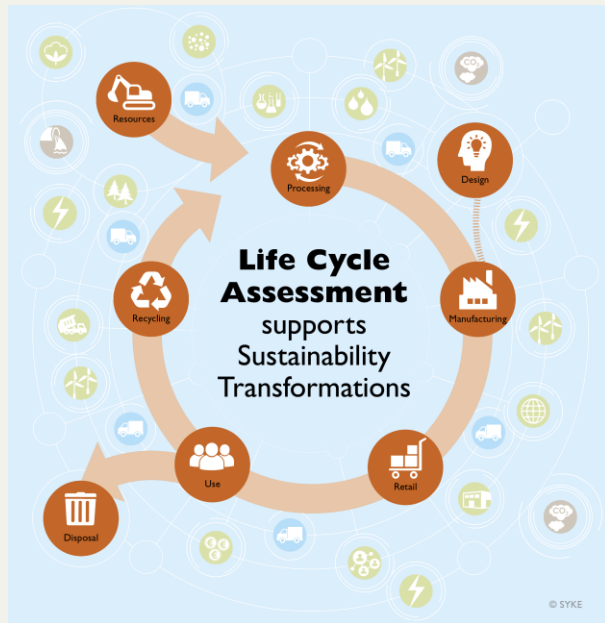 Resources
Processing
Design
Life Cycle
Assessment
supports
Sustainability
Transformations
Recycling
Manufacturing
Use
Retail
Disposal
CO₂
CO₂
€
€
€
© SYKE